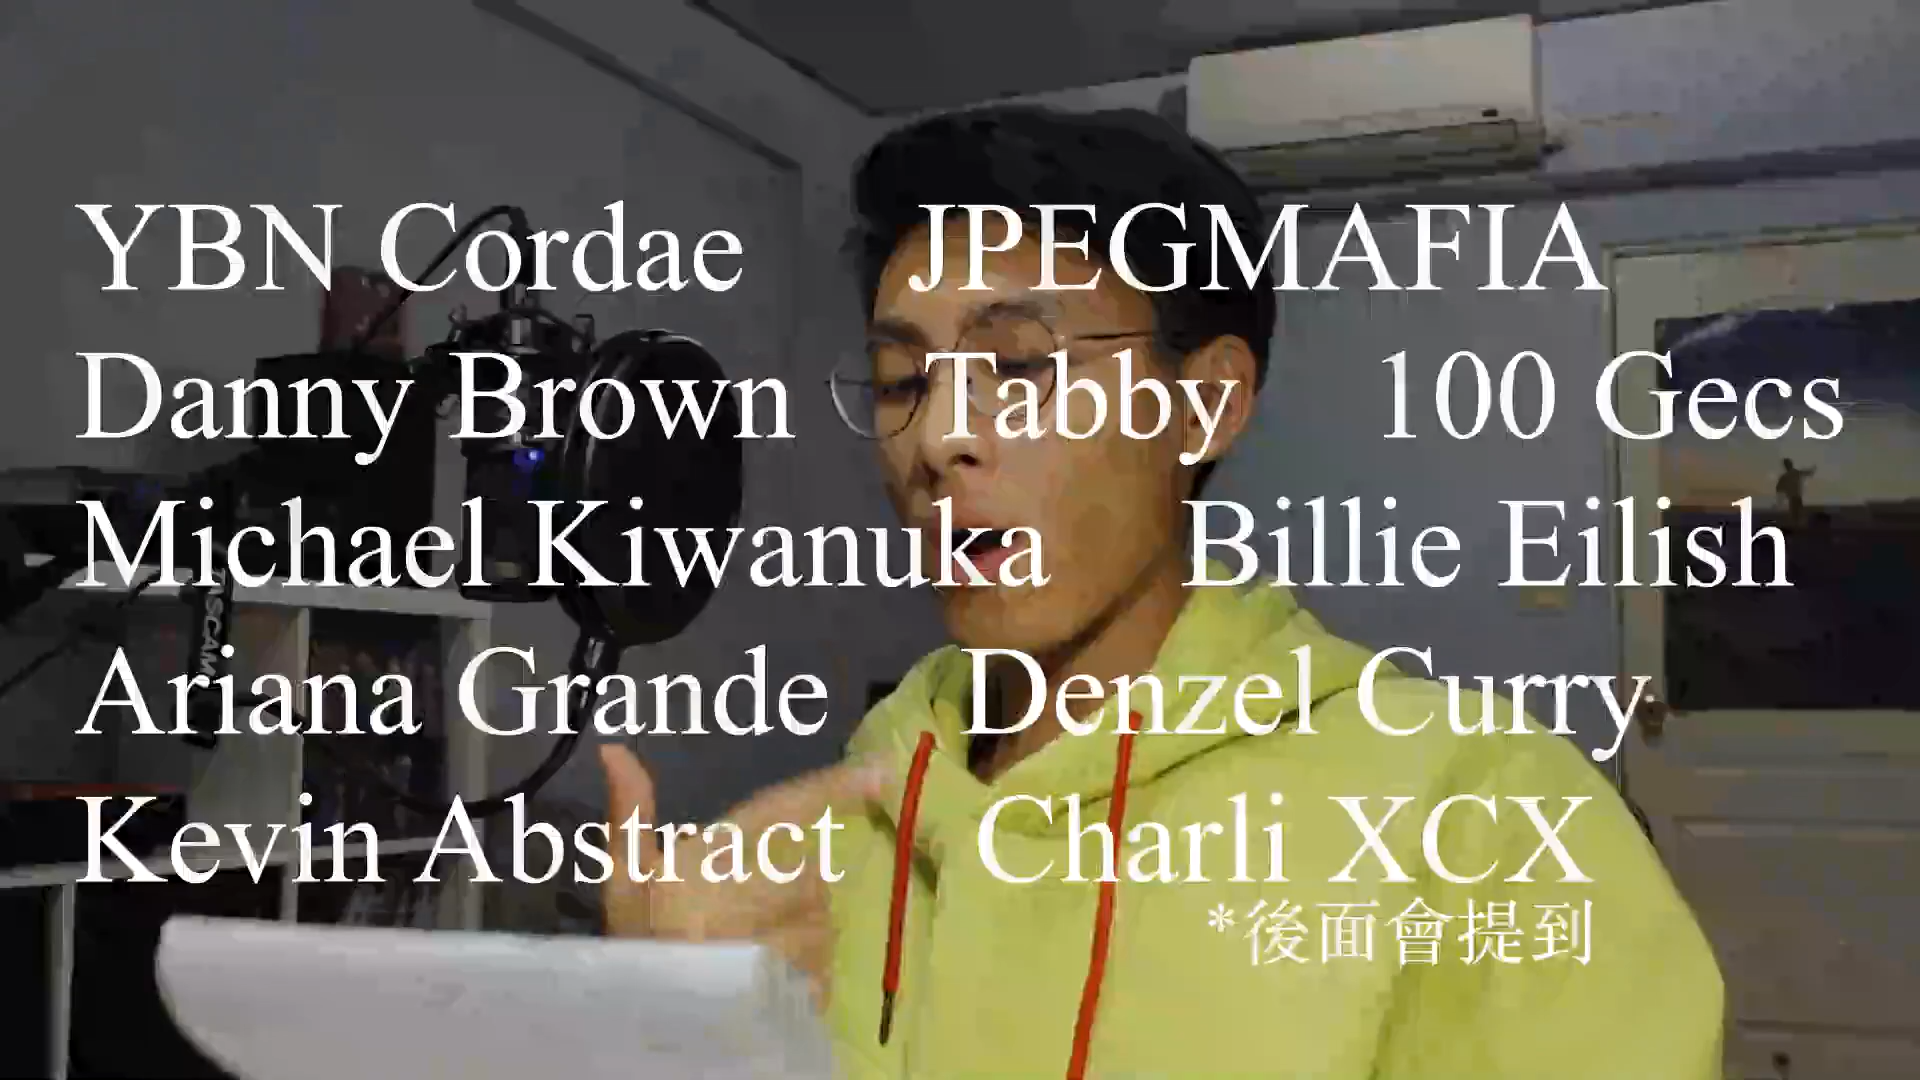 YBN Cordae JPEGMAFIA
Danny Brown Tabby 100 Gecs
Michael Kiwanuka Billie Eilish
Ariana Grande Denzel Curry
Kevin Abstract Charli XCX
*後面會提到
TASCAM